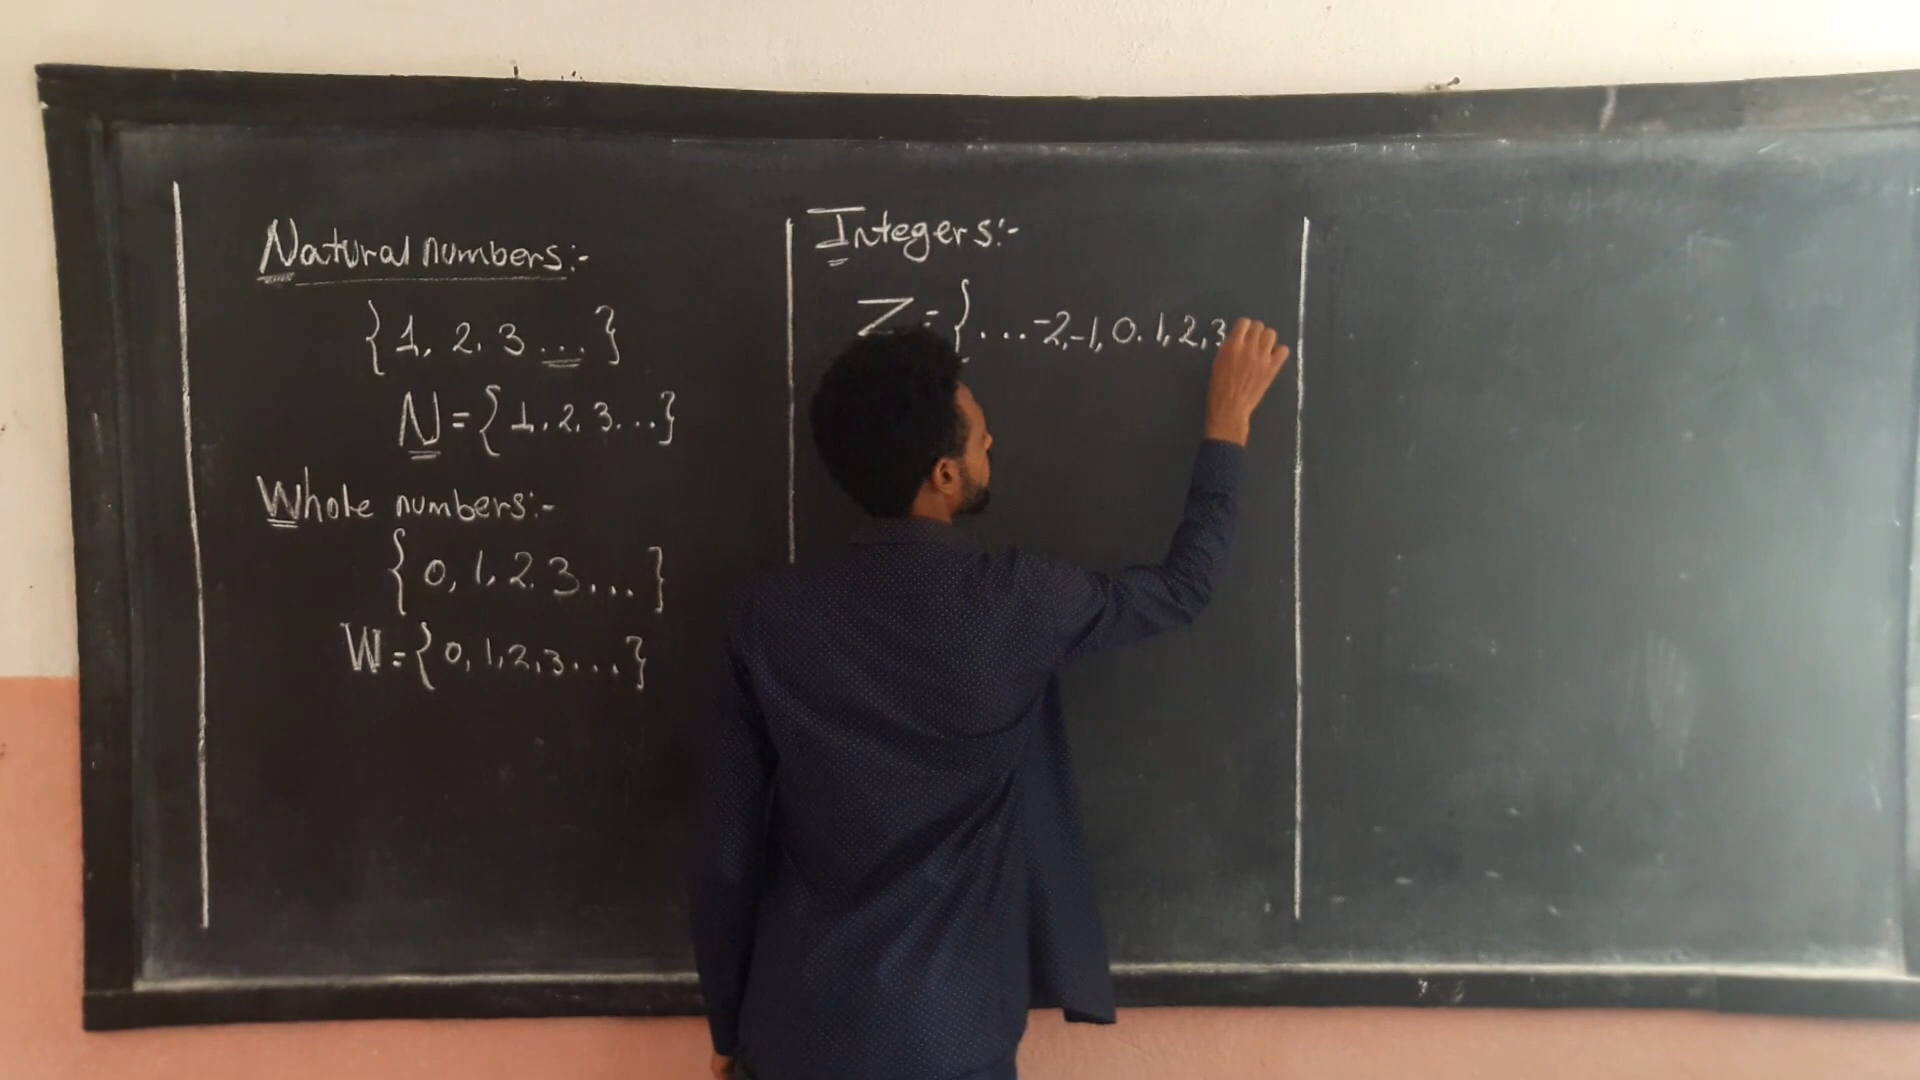 Natural numbers:-
{1, 2. 3 ...}
N = {1, 2, 3...}
Whole numbers:-
{0, 1, 2. 3 ...}
W = {0, 1, 2, 3...}
Integers:-
Z = {...-2,-1, 0. 1, 2, 3